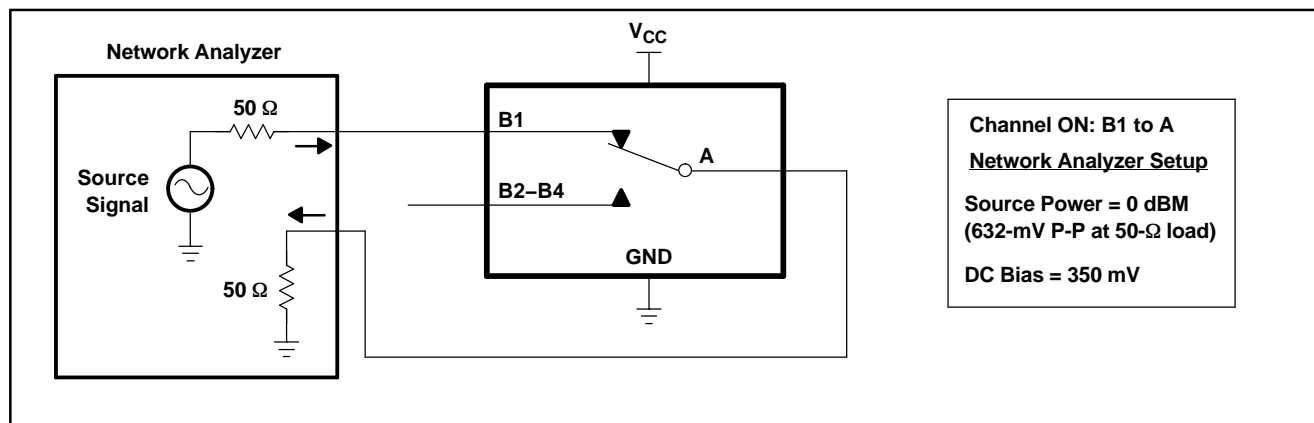 Network Analyzer
50 Ω
Source
Signal
50 Ω
VCC
B1
A
B2–B4
GND
Channel ON: B1 to A
Network Analyzer Setup
Source Power = 0 dBM
(632-mV P-P at 50-Ω load)
DC Bias = 350 mV